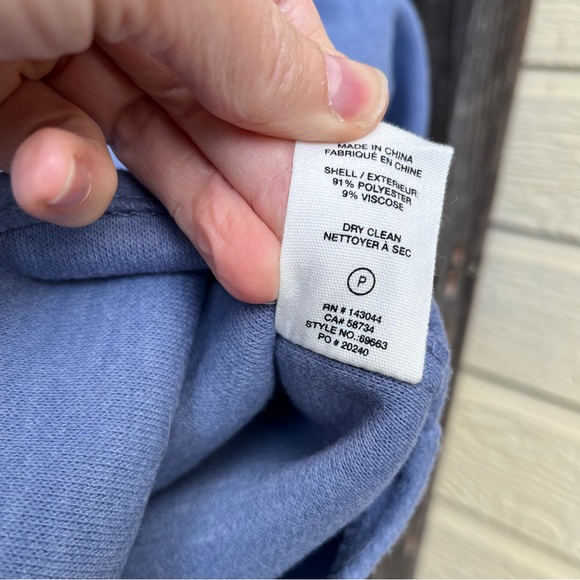 MADE IN CHINA
FABRIQUÉ EN CHINE
SHELL / EXTERIEUR:
91% POLYESTER
9% VISCOSE
DRY CLEAN
NETTOYER À SEC
P
RN # 143044
CA# 58734
STYLE NO.:69663
PO # 20240